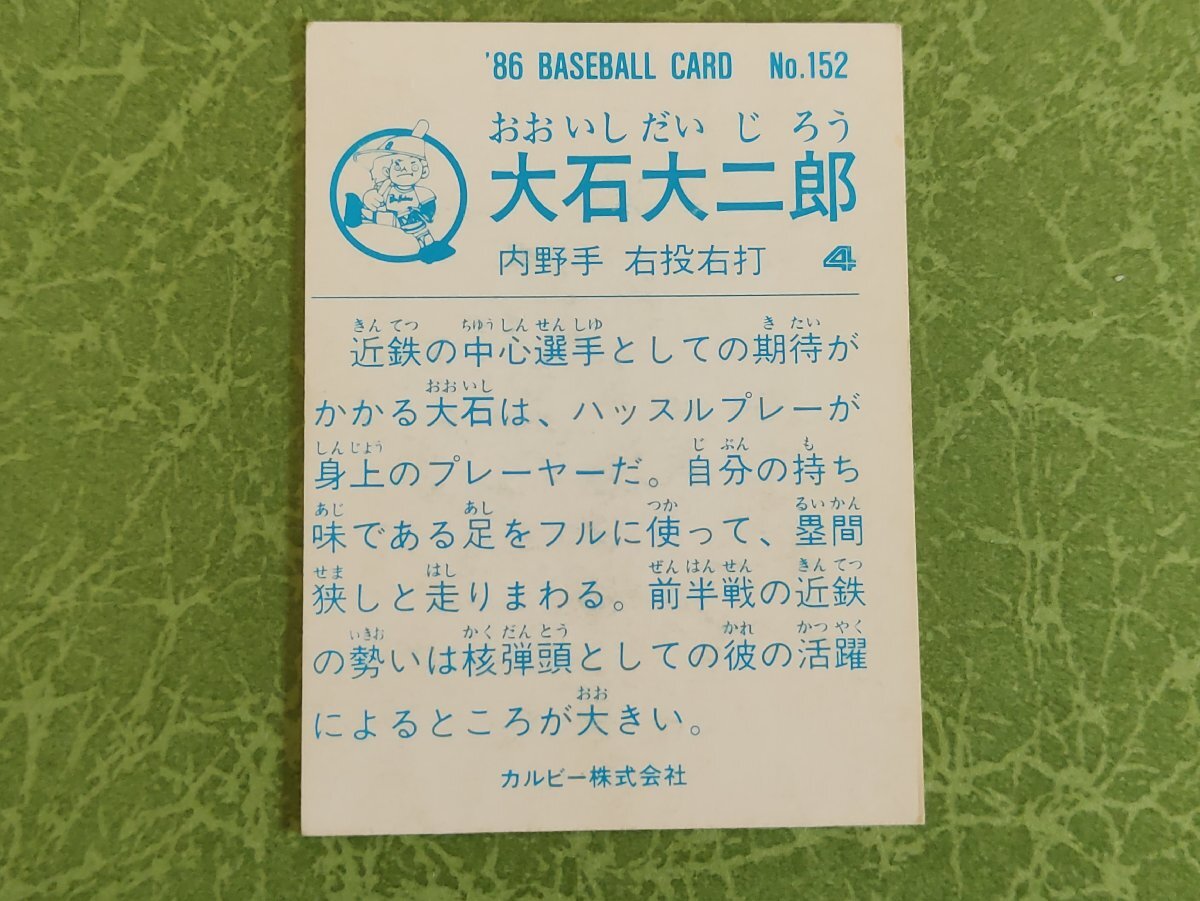 '86 BASEBALL CARD No.152
おおいしだいじろう
大石大二郎
内野手 右投右打 4
きんてつ ちゅうしんせんしゅ きたい
近鉄の中心選手としての期待が
おおいし
かかる大石は、ハッスルプレーが
しんじょう じぶん も
身上のプレーヤーだ。自分の持ち
あじ あし つか るいかん
味である足をフルに使って、塁間
せま はし ぜんはんせん きんてつ
狭しと走りまわる。前半戦の近鉄
いきお かくだんとう かれ かつやく
の勢いは核弾頭としての彼の活躍
おお
によるところが大きい。
カルビー株式会社